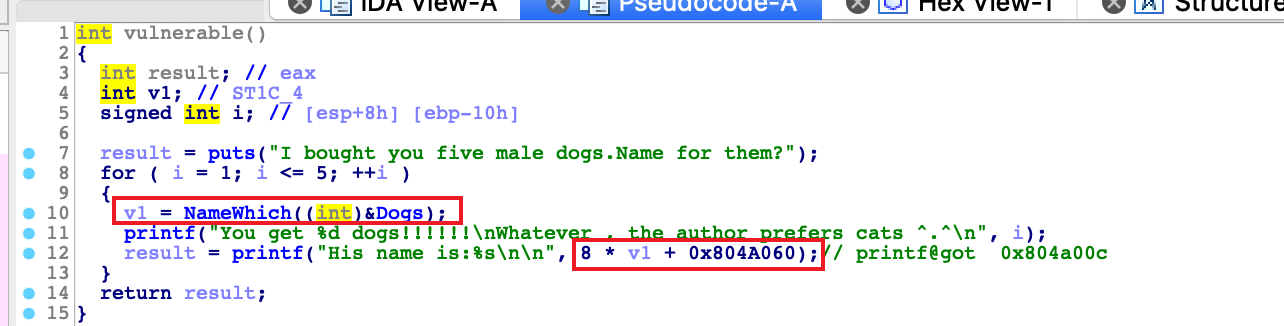 IDA View-A Pseudocode-A Hex View-1 Structure
1 int vulnerable()
2 {
3 int result; // eax
4 int v1; // ST1C_4
5 signed int i; // [esp+8h] [ebp-10h]
6
7 result = puts("I bought you five male dogs.Name for them?");
8 for ( i = 1; i <= 5; ++i )
9 {
10 v1 = NameWhich((int)&Dogs);
11 printf("You get %d dogs!!!!!!\nWhatever , the author prefers cats ^.^\n", i);
12 result = printf("His name is:%s\n\n", 8 * v1 + 0x804A060);// printf@got 0x804a00c
13 }
14 return result;
15 }